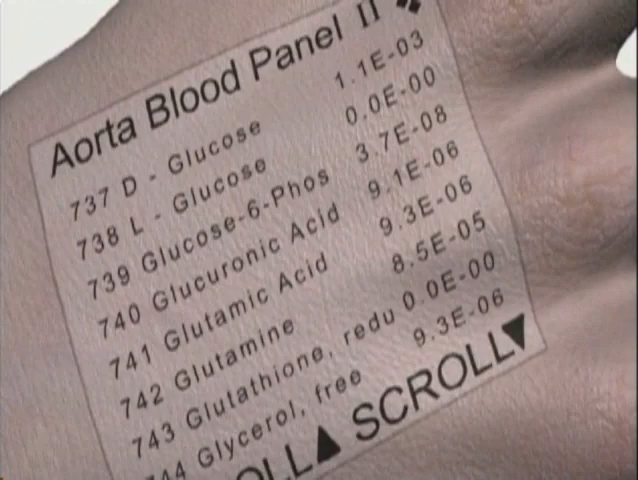 Aorta Blood Panel II
737 D - Glucose 1.1E-03
738 L - Glucose 0.0E-00
739 Glucose-6-Phos 3.7E-08
740 Glucuronic Acid 9.1E-06
741 Glutamic Acid 9.3E-06
742 Glutamine 8.5E-05
743 Glutathione, redu 0.0E-00
744 Glycerol, free 9.3E-06
OLL▲ SCROLL▼